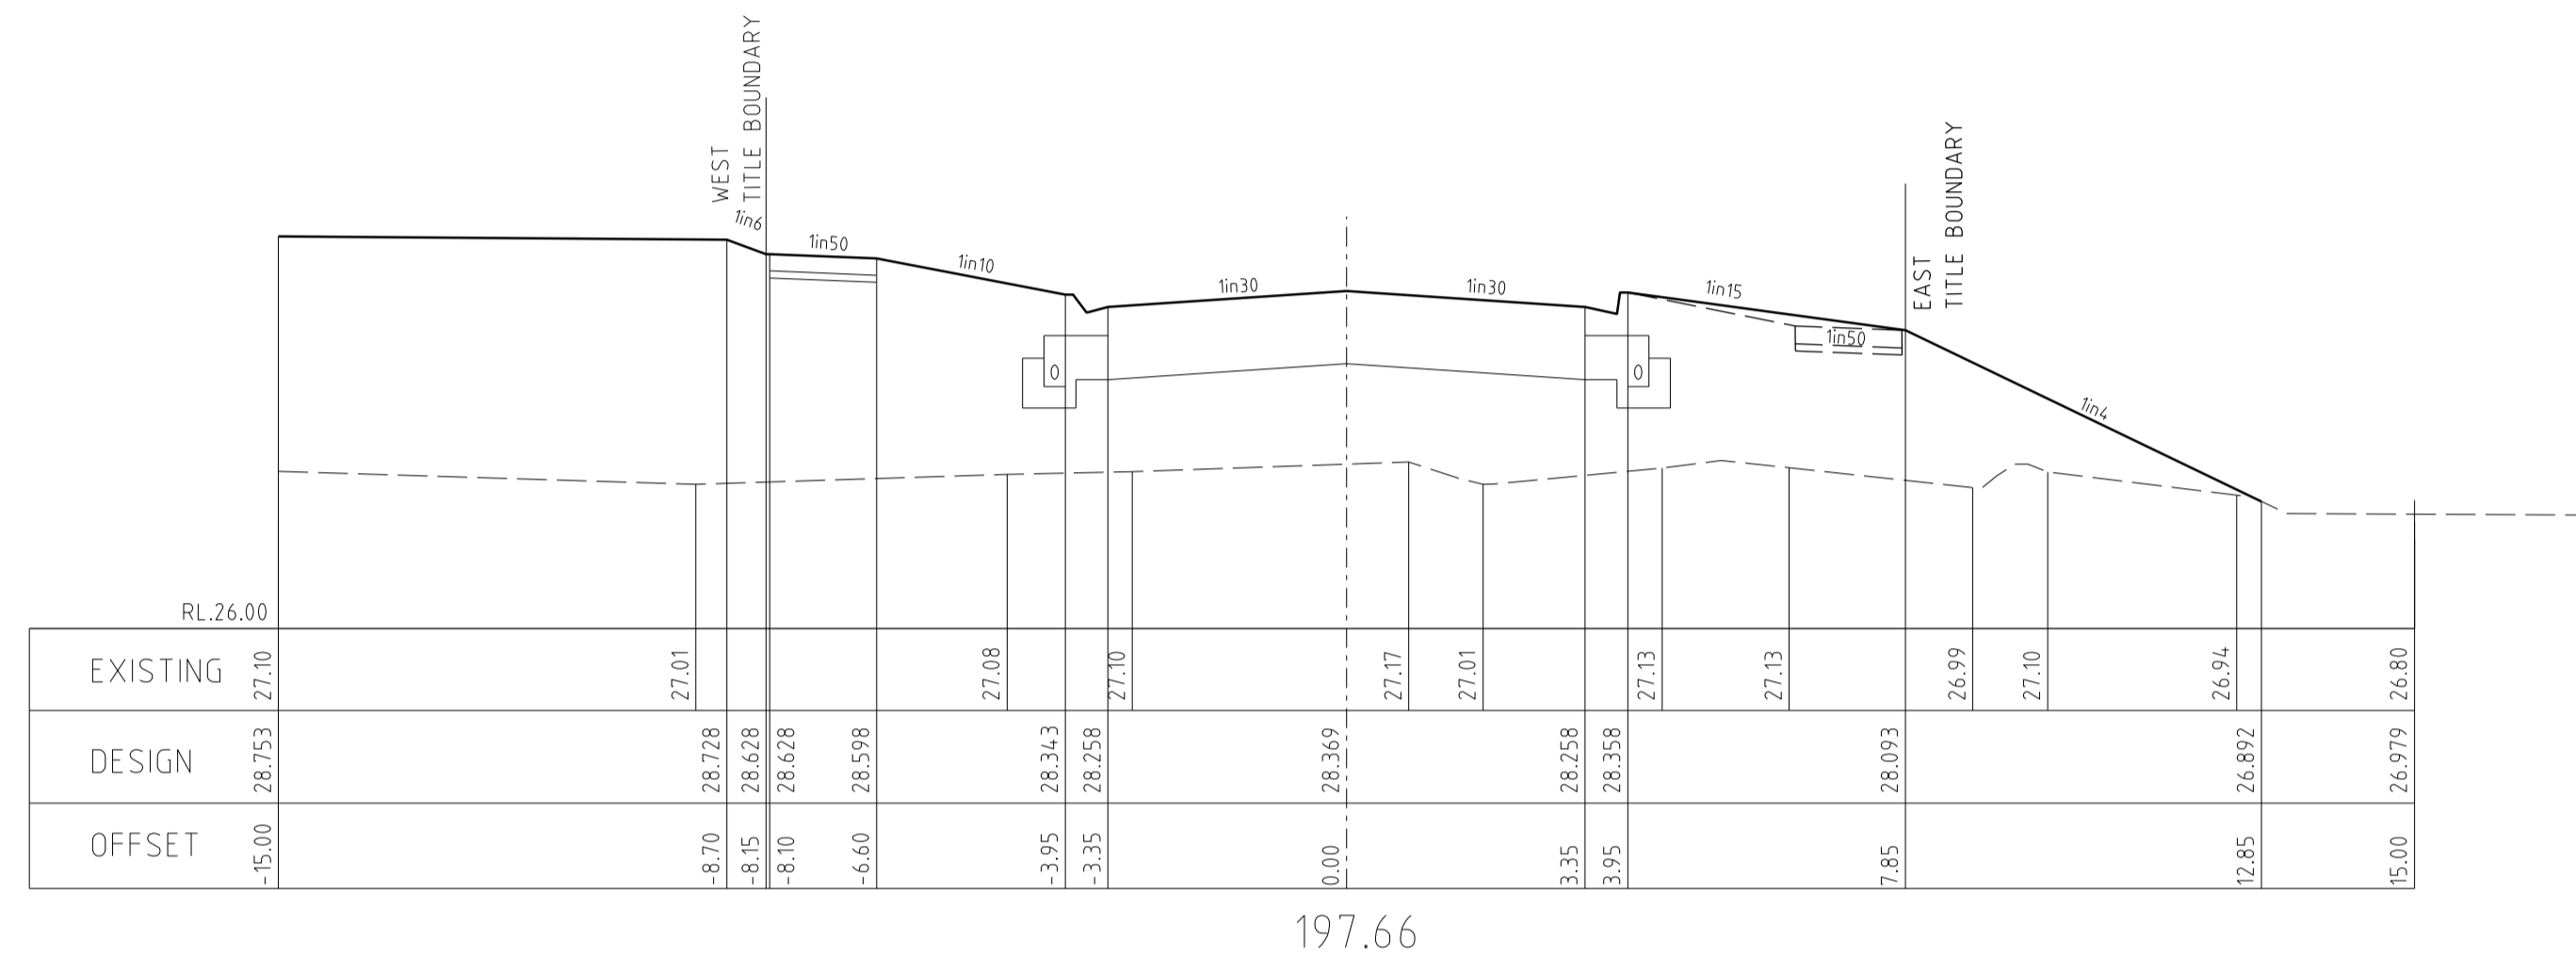 WEST
TITLE BOUNDARY
EAST
TITLE BOUNDARY
1in6
1in50
1in10
1in30
1in30
1in15
1in50
1in4
0
0
RL.26.00
EXISTING 27.10 27.01 27.08 27.10 27.17 27.01 27.13 27.13 26.99 27.10 26.94 26.80
DESIGN 28.753 28.728 28.628 28.628 28.598 28.343 28.258 28.369 28.258 28.358 28.093 26.892 26.979
OFFSET -15.00 -8.70 -8.15 -8.10 -6.60 -3.95 -3.35 0.00 3.35 3.95 7.85 12.85 15.00
197.66